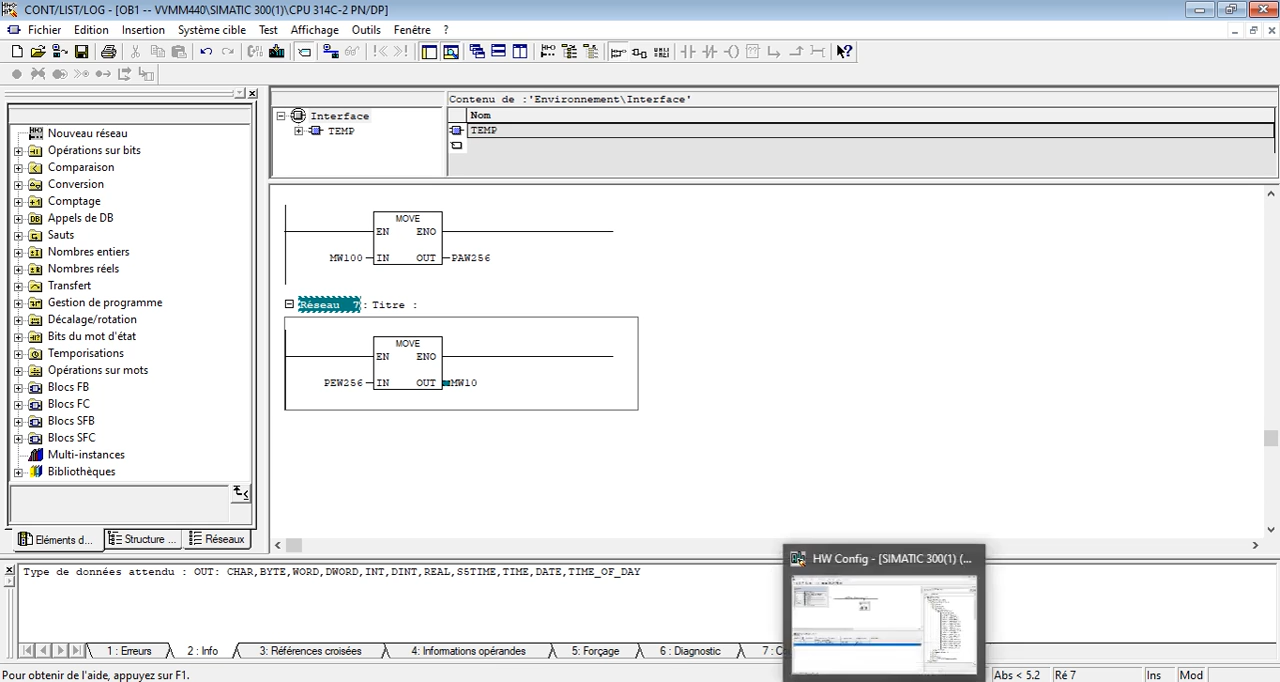 CONT/LIST/LOG - [OB1 -- VVMM440\SIMATIC 300(1)\CPU 314C-2 PN/DP]
Fichier Edition Insertion Système cible Test Affichage Outils Fenêtre ?
Contenu de :'Environnement\Interface'
Interface
TEMP
Nom
TEMP
Nouveau réseau
Opérations sur bits
Comparaison
Conversion
Comptage
Appels de DB
Sauts
Nombres entiers
Nombres réels
Transfert
Gestion de programme
Décalage/rotation
Bits du mot d'état
Temporisations
Opérations sur mots
Blocs FB
Blocs FC
Blocs SFB
Blocs SFC
Multi-instances
Bibliothèques
Eléments d... Structure ... Réseaux
MOVE
EN ENO
MW100 IN OUT PAW256
Réseau 7 : Titre :
MOVE
EN ENO
PEW256 IN OUT MW10
HW Config - [SIMATIC 300(1) (...
Type de données attendu : OUT: CHAR,BYTE,WORD,DWORD,INT,DINT,REAL,S5TIME,TIME,DATE,TIME_OF_DAY
2 : Info : Références croisées 4: Informations opérandes 5: Forçage 6 : Diagnostic
Pour obtenir de l'aide, appuyez sur F1. Abs < 5.2 Ré 7 Ins Mod